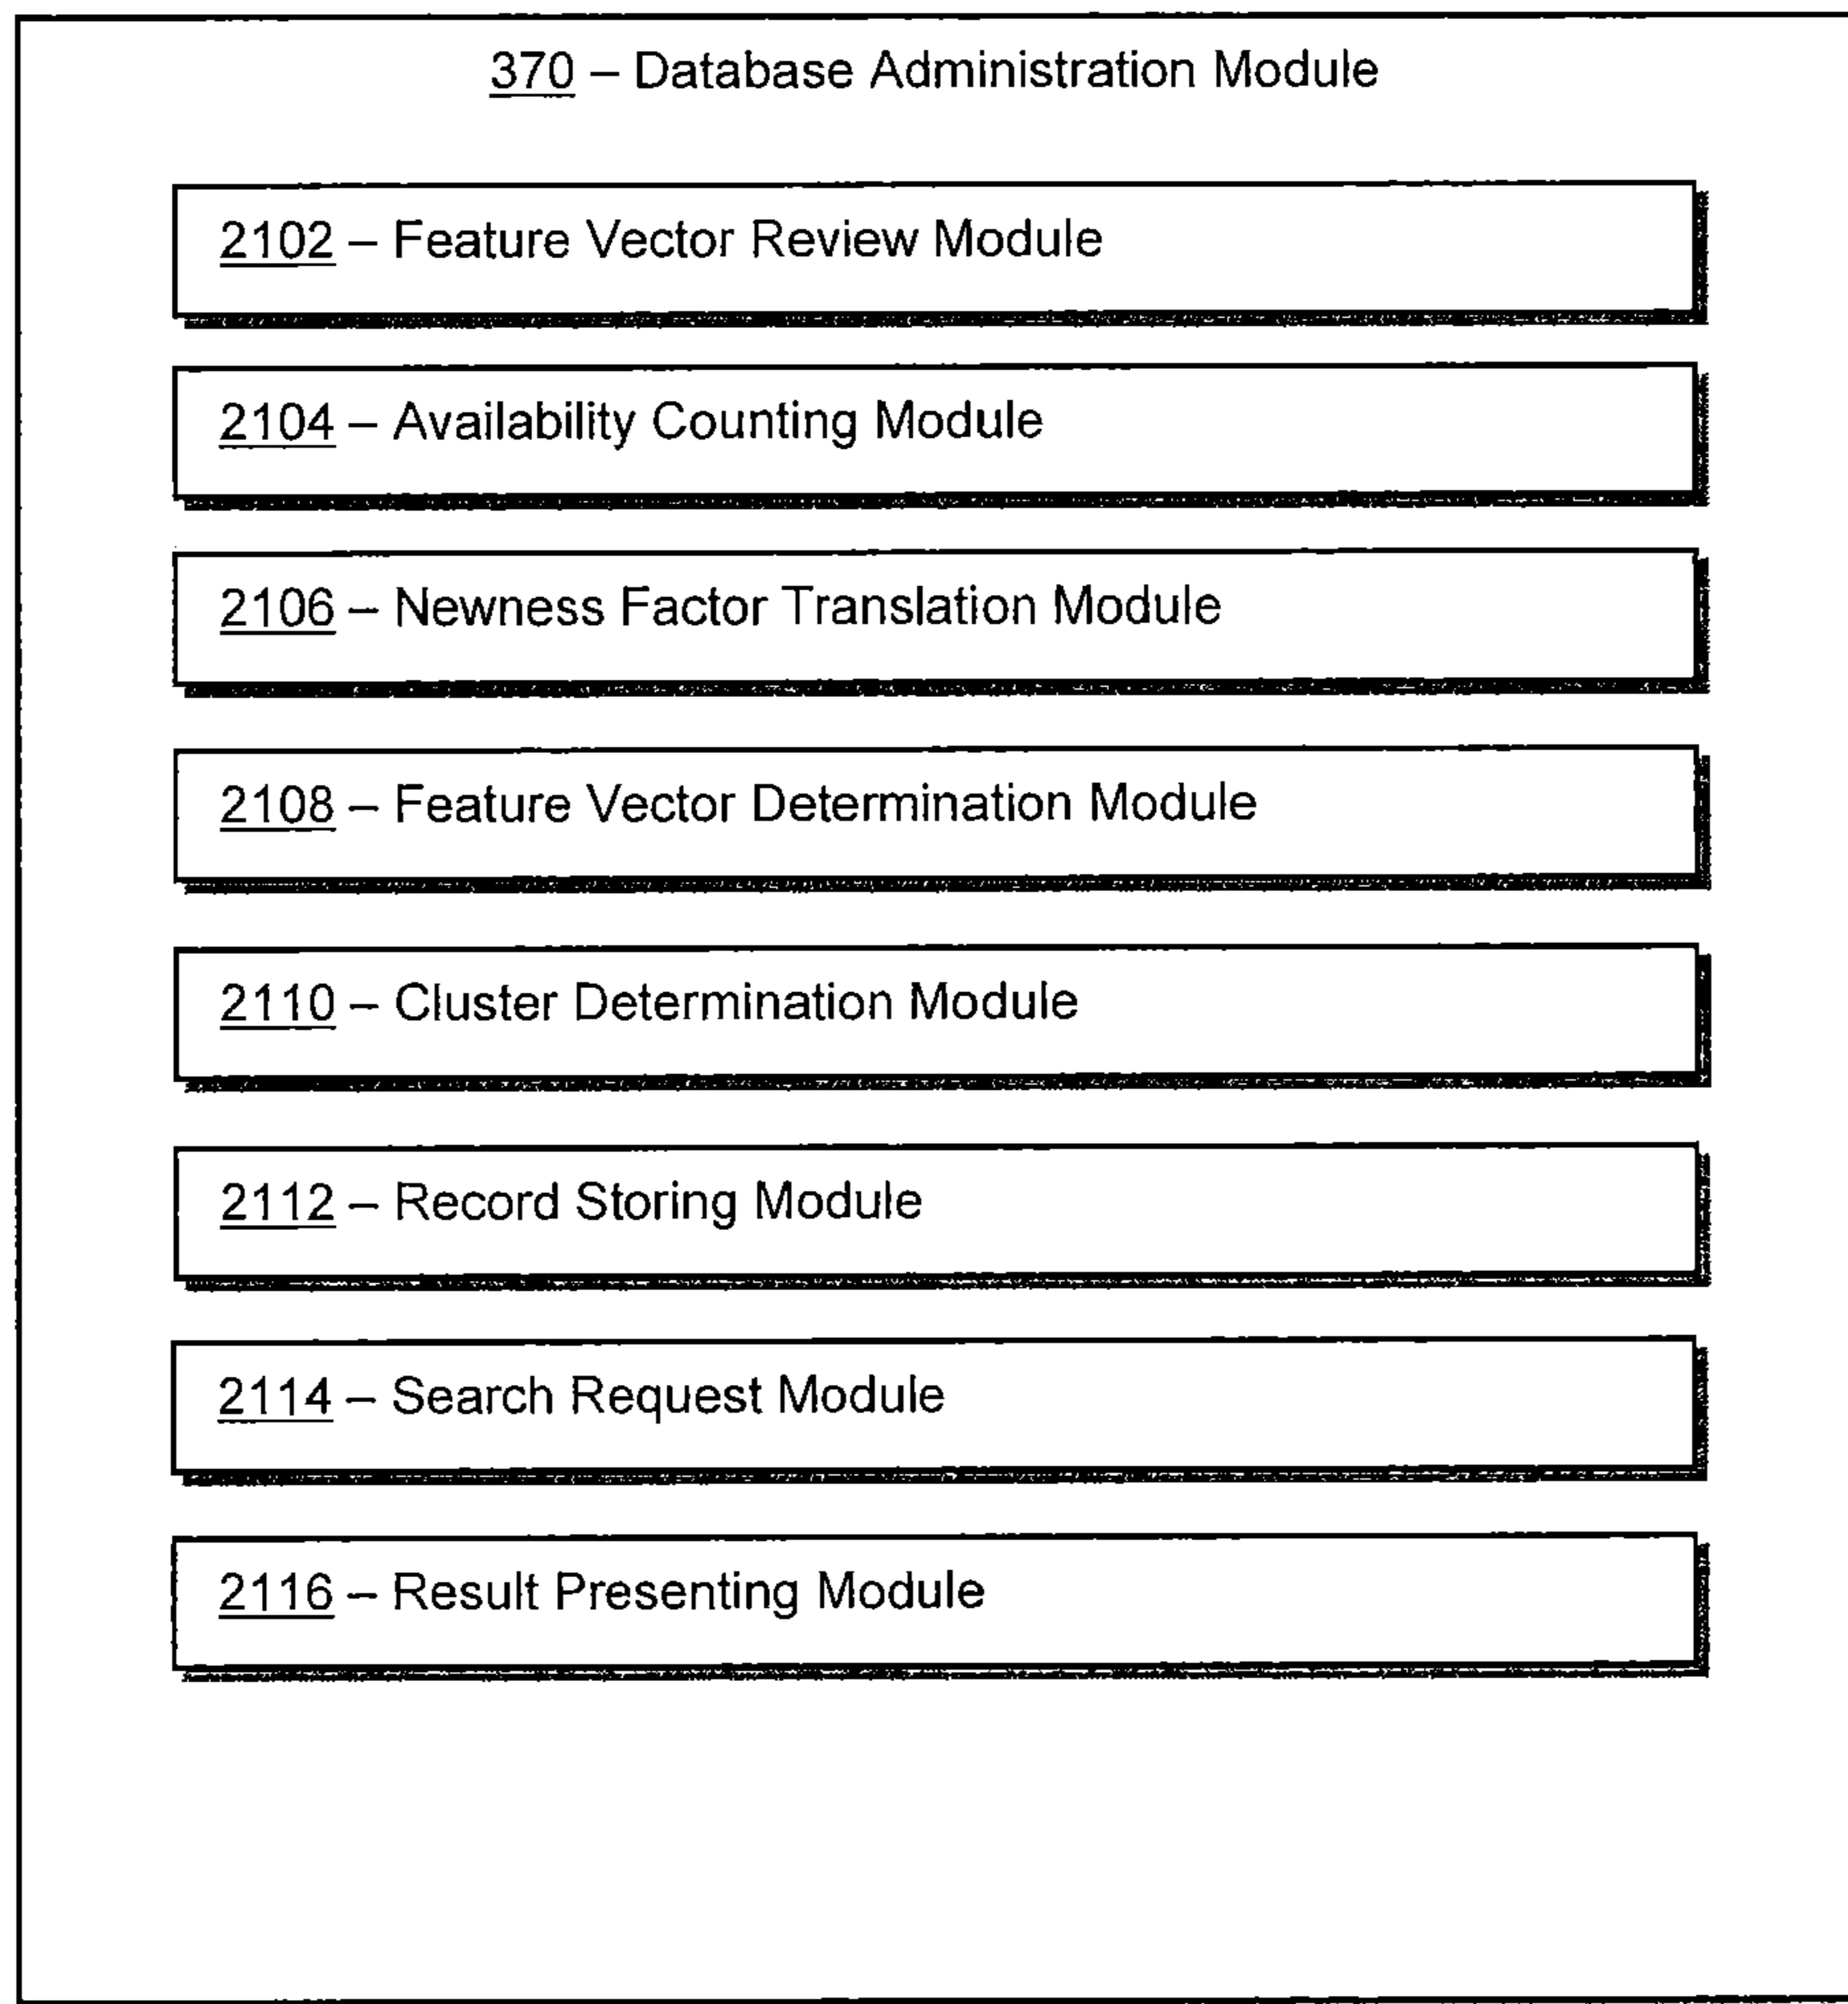 370 – Database Administration Module
2102 – Feature Vector Review Module
2104 – Availability Counting Module
2106 – Newness Factor Translation Module
2108 – Feature Vector Determination Module
2110 – Cluster Determination Module
2112 – Record Storing Module
2114 – Search Request Module
2116 – Result Presenting Module